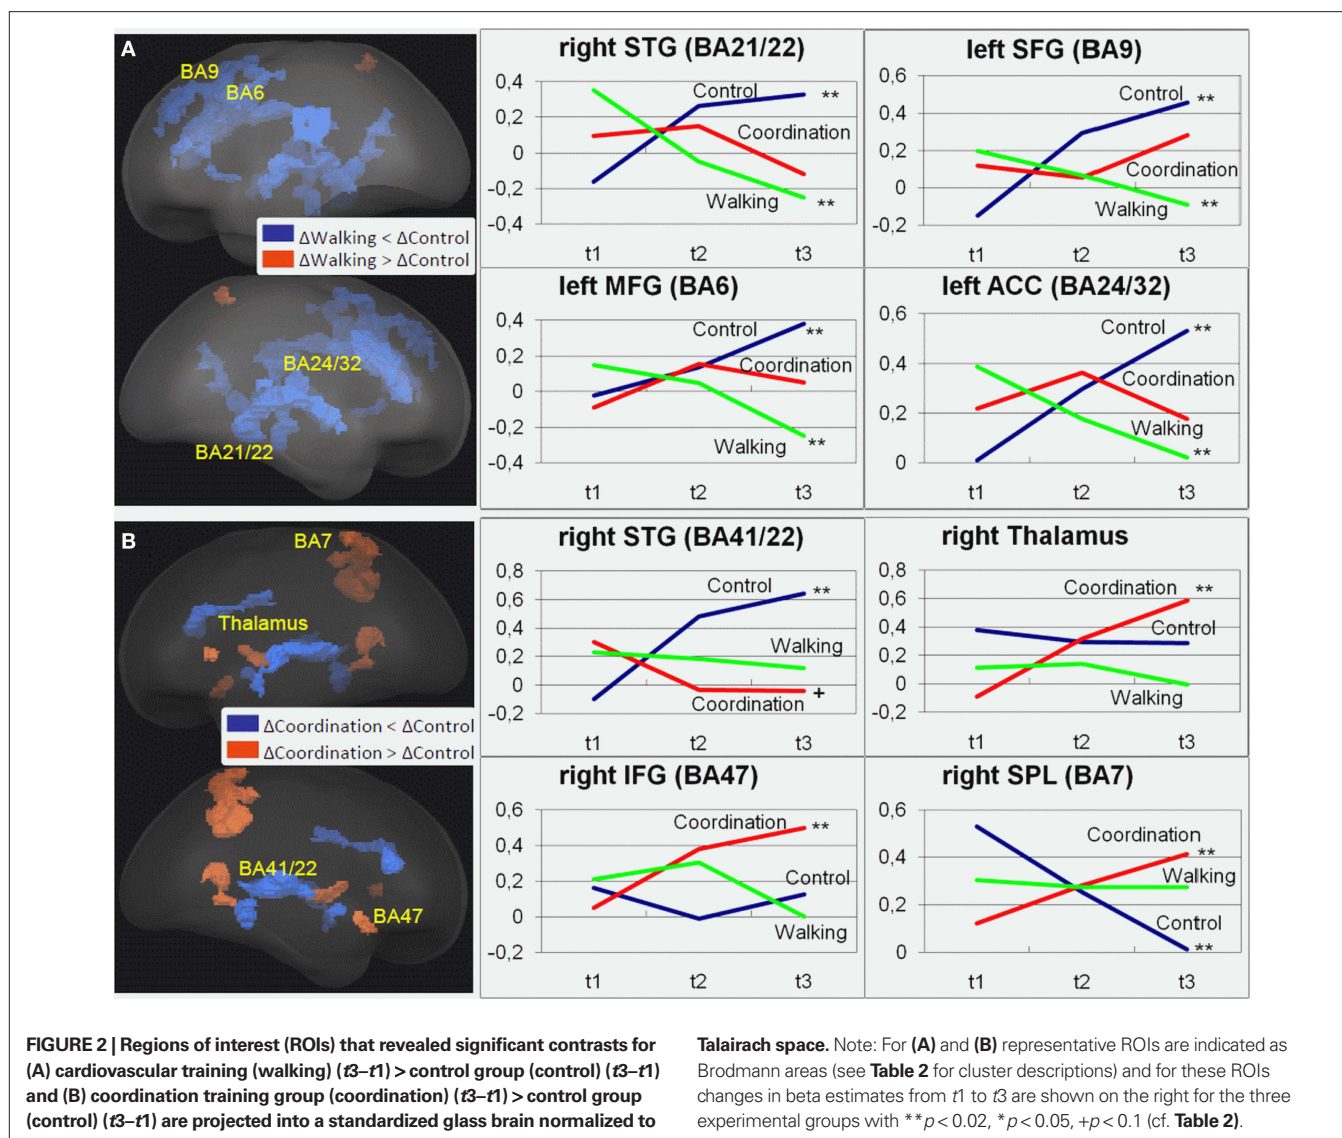 A
BA9
BA6
ΔWalking < ΔControl
ΔWalking > ΔControl
BA24/32
BA21/22
right STG (BA21/22)
0,4
0,2
0
-0,2
-0,4
Control
**
Coordination
Walking
**
t1 t2 t3
left SFG (BA9)
0,6
0,4
0,2
0
-0,2
Control
**
Coordination
Walking
**
t1 t2 t3
left MFG (BA6)
0,4
0,2
0
-0,2
-0,4
Control
**
Coordination
Walking
**
t1 t2 t3
left ACC (BA24/32)
0,6
0,4
0,2
0
Control
**
Coordination
Walking
**
t1 t2 t3
B
BA7
Thalamus
ΔCoordination < ΔControl
ΔCoordination > ΔControl
BA41/22
BA47
right STG (BA41/22)
0,8
0,6
0,4
0,2
0
-0,2
Control
**
Walking
+
Coordination
t1 t2 t3
right Thalamus
0,8
0,6
0,4
0,2
0
-0,2
Coordination
**
Control
Walking
t1 t2 t3
right IFG (BA47)
0,6
0,4
0,2
0
-0,2
Coordination
**
Control
Walking
t1 t2 t3
right SPL (BA7)
0,6
0,4
0,2
0
Coordination
**
Walking
Control
**
t1 t2 t3
FIGURE 2 | Regions of interest (ROIs) that revealed significant contrasts for
(A) cardiovascular training (walking) (t3–t1) > control group (control) (t3–t1)
and (B) coordination training group (coordination) (t3–t1) > control group
(control) (t3–t1) are projected into a standardized glass brain normalized to
Talairach space. Note: For (A) and (B) representative ROIs are indicated as
Brodmann areas (see Table 2 for cluster descriptions) and for these ROIs
changes in beta estimates from t1 to t3 are shown on the right for the three
experimental groups with **p < 0.02, *p < 0.05, +p < 0.1 (cf. Table 2).